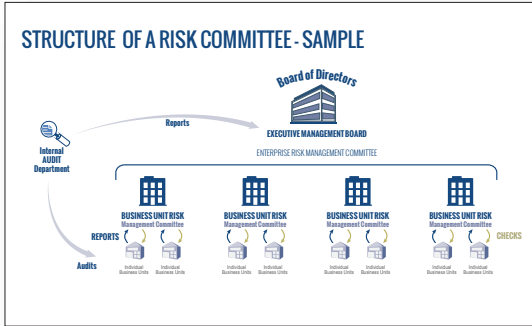 STRUCTURE OF A RISK COMMITTEE - SAMPLE
Board of Directors
Reports
EXECUTIVE MANAGEMENT BOARD
Internal
AUDIT
Department
ENTERPRISE RISK MANAGEMENT COMMITTEE
BUSINESS UNIT RISK
Management Committee
BUSINESS UNIT RISK
Management Committee
BUSINESS UNIT RISK
Management Committee
BUSINESS UNIT RISK
Management Committee
REPORTS
CHECKS
Audits
Individual
Business Units
Individual
Business Units
Individual
Business Units
Individual
Business Units
Individual
Business Units
Individual
Business Units
Individual
Business Units
Individual
Business Units